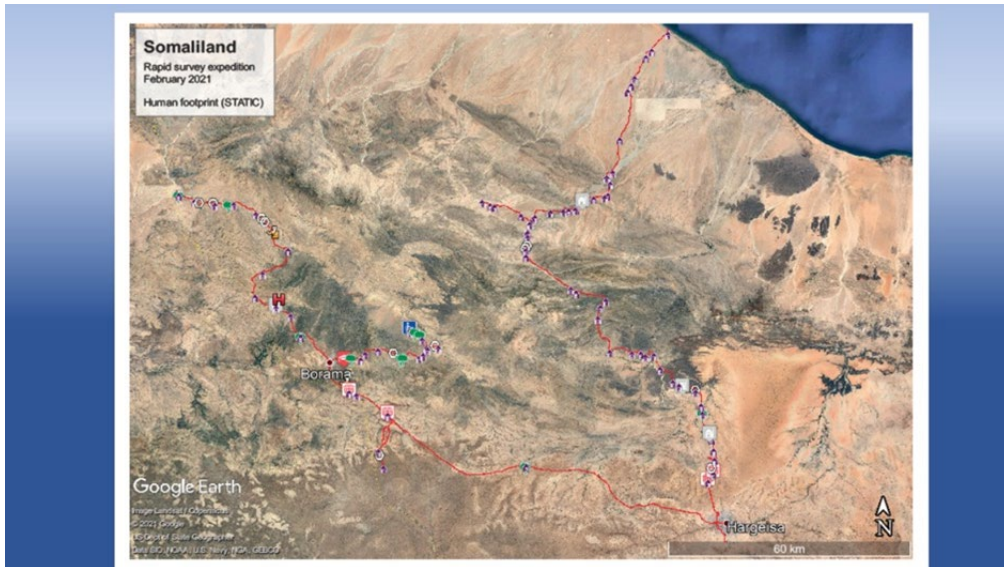 Somaliland
Rapid survey expedition
February 2021
Human footprint (STATIC)
H
Borama
Hargeisa
Google Earth
Image Landsat / Copernicus
© 2021 Google
US Dept of State Geographer
Data SIO, NOAA, U.S. Navy, NGA, GEBCO
N
60 km